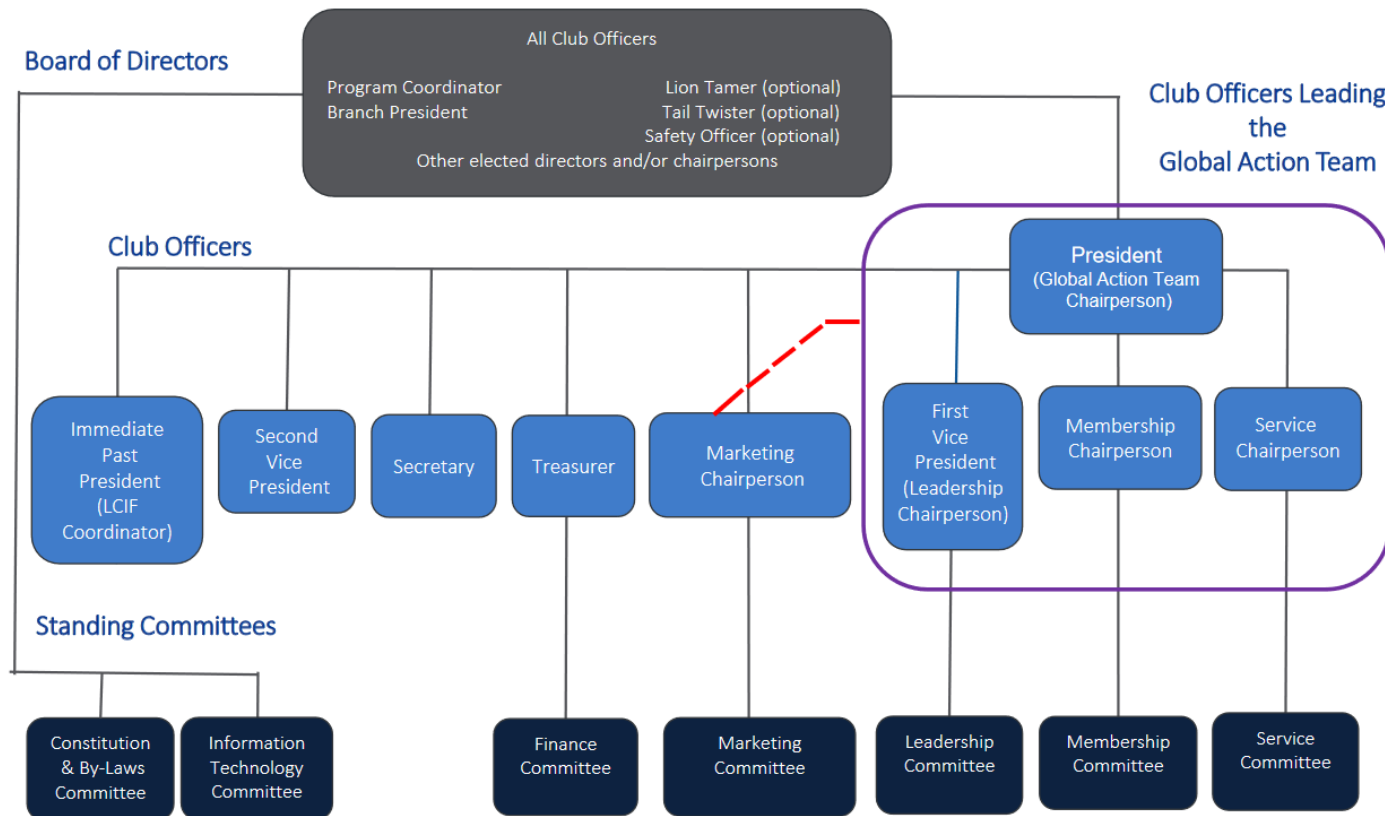 Board of Directors
All Club Officers
Program Coordinator
Lion Tamer (optional)
Branch President
Tail Twister (optional)
Safety Officer (optional)
Other elected directors and/or chairpersons
Club Officers Leading
the
Global Action Team
Club Officers
President
(Global Action Team
Chairperson)
Immediate
Past
President
(LCIF
Coordinator)
Second
Vice
President
Secretary
Treasurer
Marketing
Chairperson
First
Vice
President
(Leadership
Chairperson)
Membership
Chairperson
Service
Chairperson
Standing Committees
Constitution
& By-Laws
Committee
Information
Technology
Committee
Finance
Committee
Marketing
Committee
Leadership
Committee
Membership
Committee
Service
Committee